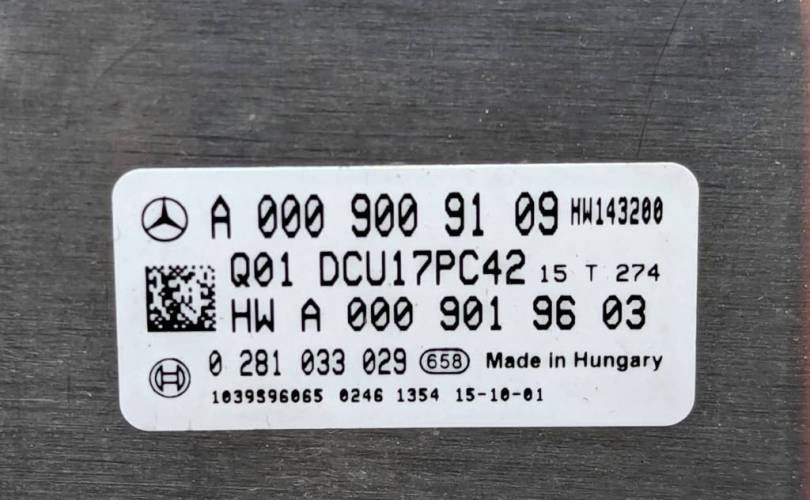 A 000 900 91 09 HW143200
Q01 DCU17PC42 15 T 274
HW A 000 901 96 03
0 281 033 029 658 Made in Hungary
1039S96065 0246 1354 15-10-01